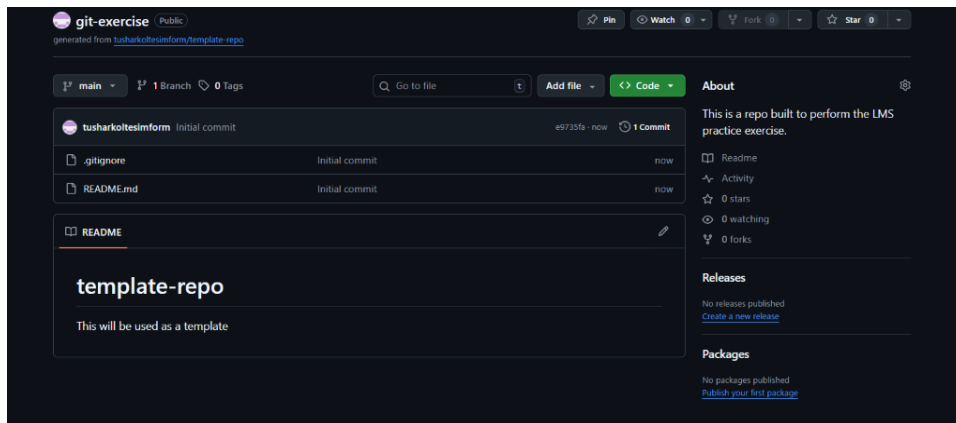 git-exercise Public
Pin Watch 0 Fork 0 Star 0
generated from tusharkoltesimform/template-repo
main 1 Branch 0 Tags Go to file t Add file Code
tusharkoltesimform Initial commit e9735fa · now 1 Commit
.gitignore Initial commit now
README.md Initial commit now
README
template-repo
This will be used as a template
About
This is a repo built to perform the LMS
practice exercise.
Readme
Activity
0 stars
0 watching
0 forks
Releases
No releases published
Create a new release
Packages
No packages published
Publish your first package